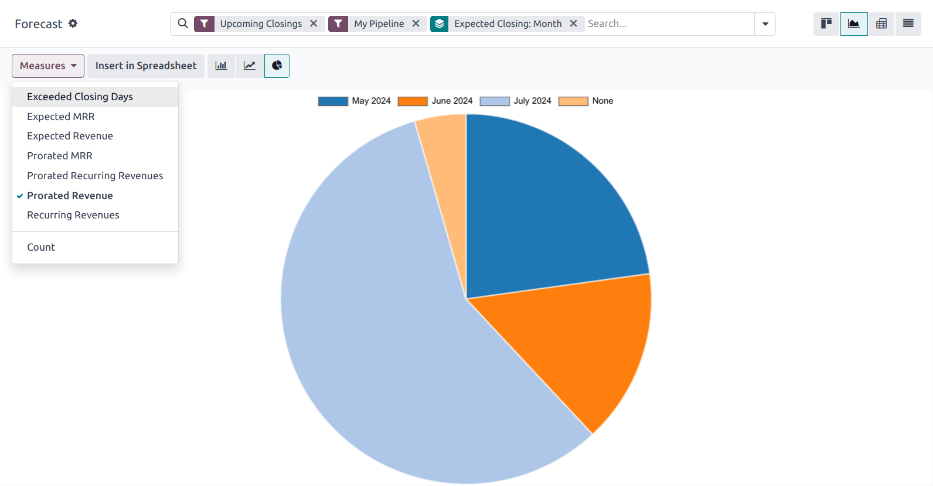 Forecast
Upcoming Closings
My Pipeline
Expected Closing: Month
Search...
Measures
Insert in Spreadsheet
Exceeded Closing Days
Expected MRR
Expected Revenue
Prorated MRR
Prorated Recurring Revenues
Prorated Revenue
Recurring Revenues
Count
May 2024
June 2024
July 2024
None